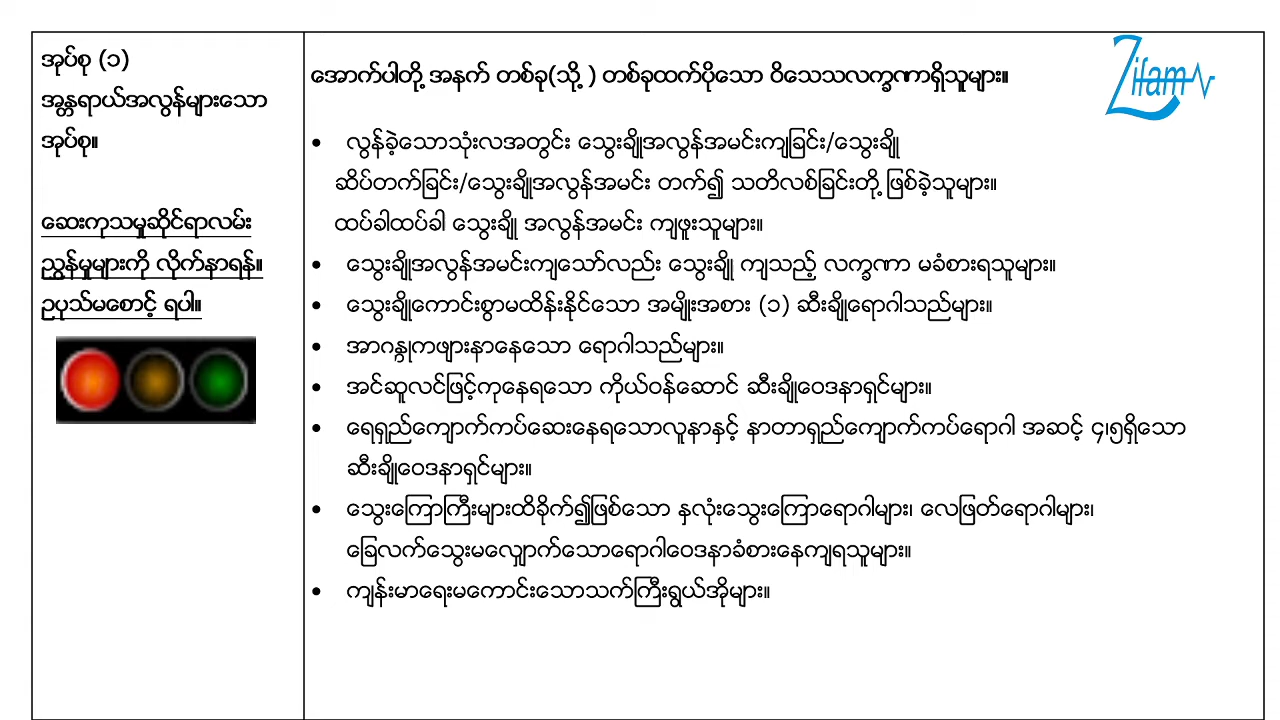 အုပ်စု (၁)
အန္တရာယ်အလွန်များသော
အုပ်စု။
ဆေးကုသမှုဆိုင်ရာလမ်း
ညွှန်မှုများကို လိုက်နာရန်။
ဥပုသ်မစောင့် ရပါ။
အောက်ပါတို့ အနက် တစ်ခု(သို့ ) တစ်ခုထက်ပိုသော ဝိသေသလက္ခဏာရှိသူများ။
Zifam
• လွန်ခဲ့သောသုံးလအတွင်း သွေးချိုအလွန်အမင်းကျခြင်း/သွေးချို
ဆိပ်တက်ခြင်း/သွေးချိုအလွန်အမင်း တက်၍ သတိလစ်ခြင်းတို့ ဖြစ်ခဲ့သူများ။
ထပ်ခါထပ်ခါ သွေးချို အလွန်အမင်း ကျဖူးသူများ။
• သွေးချိုအလွန်အမင်းကျသော်လည်း သွေးချို ကျသည့် လက္ခဏာ မခံစားရသူများ။
• သွေးချိုကောင်းစွာမထိန်းနိုင်သော အမျိုးအစား (၁) ဆီးချိုရောဂါသည်များ။
• အာဂန္တုကဖျားနာနေသော ရောဂါသည်များ။
• အင်ဆူလင်ဖြင့်ကုနေရသော ကိုယ်ဝန်ဆောင် ဆီးချိုဝေဒနာရှင်များ။
• ရေရှည်ကျောက်ကပ်ဆေးနေရသောလူနာနှင့် နာတာရှည်ကျောက်ကပ်ရောဂါ အဆင့် ၄၊၅ရှိသော
ဆီးချိုဝေဒနာရှင်များ။
• သွေးကြောကြီးများထိခိုက်၍ဖြစ်သော နှလုံးသွေးကြောရောဂါများ၊ လေဖြတ်ရောဂါများ၊
ခြေလက်သွေးမလျှောက်သောရောဂါဝေဒနာခံစားနေကျရသူများ။
• ကျန်းမာရေးမကောင်းသောသက်ကြီးရွယ်အိုများ။